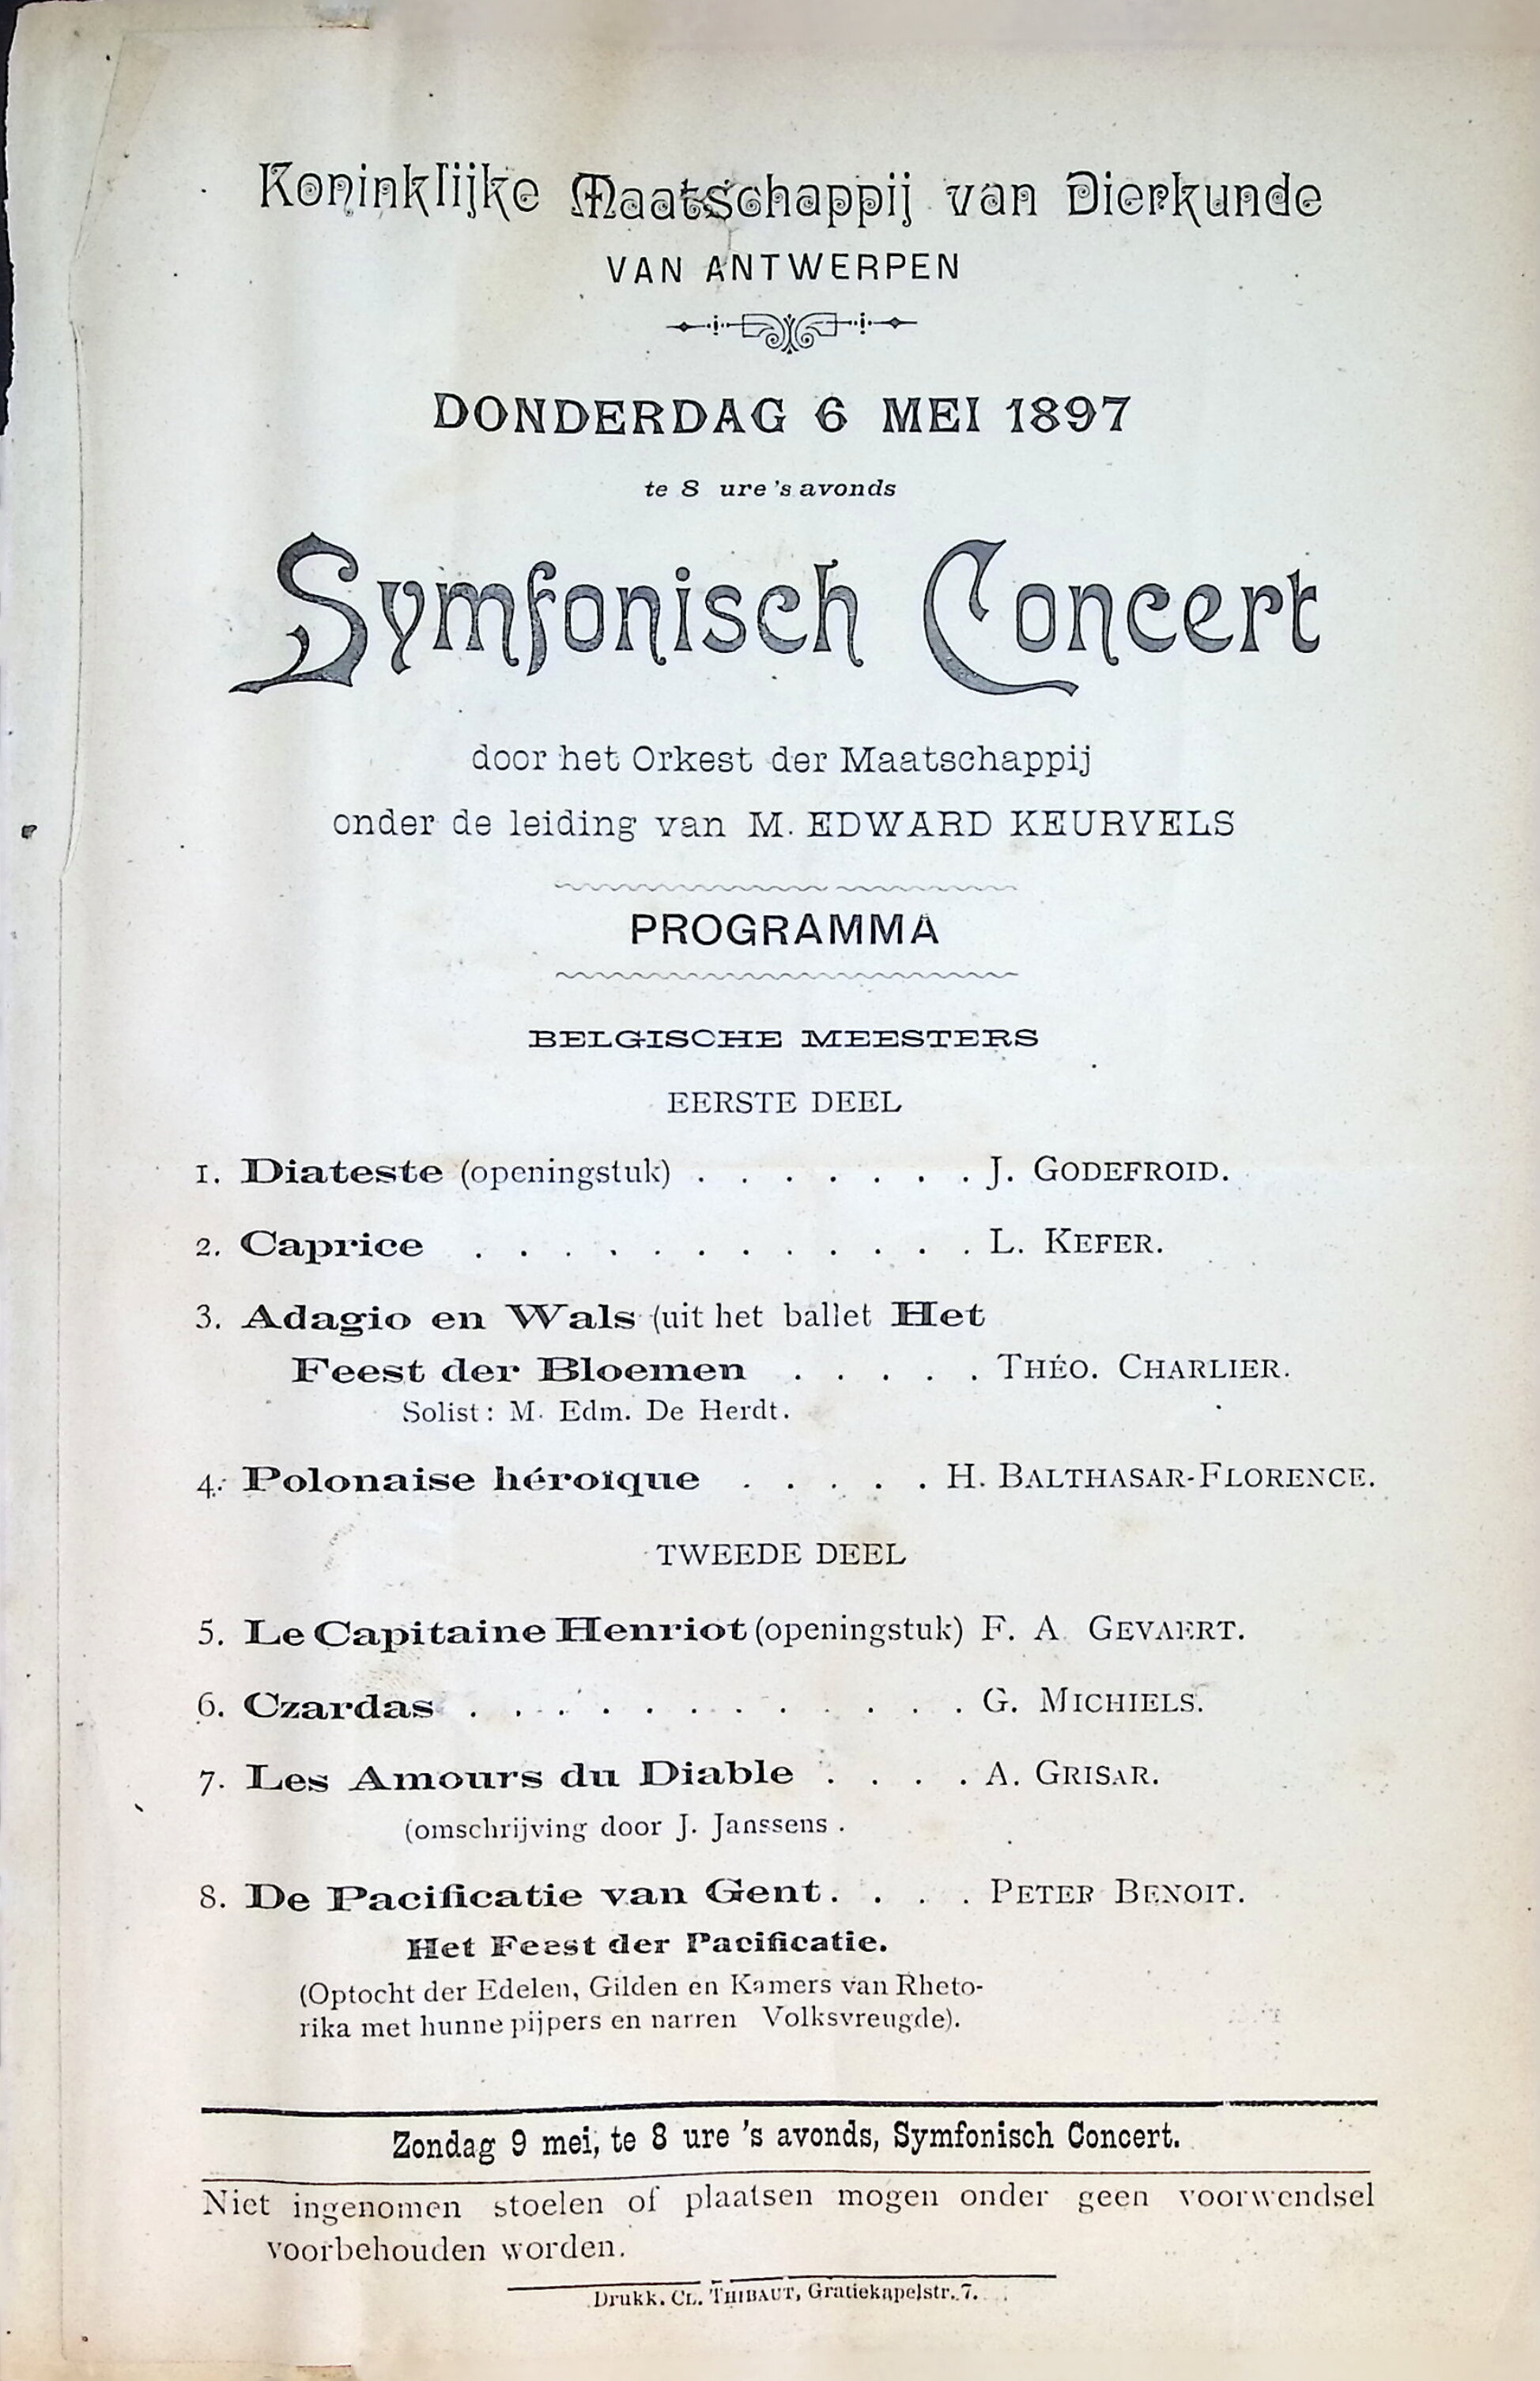 Koninklijke Maatschappij van Dierkunde
VAN ANTWERPEN
DONDERDAG 6 MEI 1897
te 8 ure 's avonds
Symfonisch Concert
door het Orkest der Maatschappij
onder de leiding van M. EDWARD KEURVELS
PROGRAMMA
BELGISCHE MEESTERS
EERSTE DEEL
1. Diateste (openingstuk) . . . . . . . J. GODEFROID.
2. Caprice . . . . . . . . . . . . L. KEFER.
3. Adagio en Wals (uit het ballet Het
Feest der Bloemen . . . . . THÉO. CHARLIER.
Solist: M. Edm. De Herdt.
4. Polonaise héroïque . . . . . H. BALTHASAR-FLORENCE.
TWEEDE DEEL
5. Le Capitaine Henriot (openingstuk) F. A GEVAERT.
6. Czardas . . . . . . . . . . . . G. MICHIELS.
7. Les Amours du Diable . . . . A. GRISAR.
(omschrijving door J. Janssens .
8. De Pacificatie van Gent. . . . PETER BENOIT.
Het Feest der Pacificatie.
(Optocht der Edelen, Gilden en Kamers van Rheto-
rika met hunne pijpers en narren Volksvreugde).
Zondag 9 mei, te 8 ure 's avonds, Symfonisch Concert.
Niet ingenomen stoelen of plaatsen mogen onder geen voorwendsel
voorbehouden worden.
Drukk. CL. THIBAUT, Gratiekapelstr. 7.